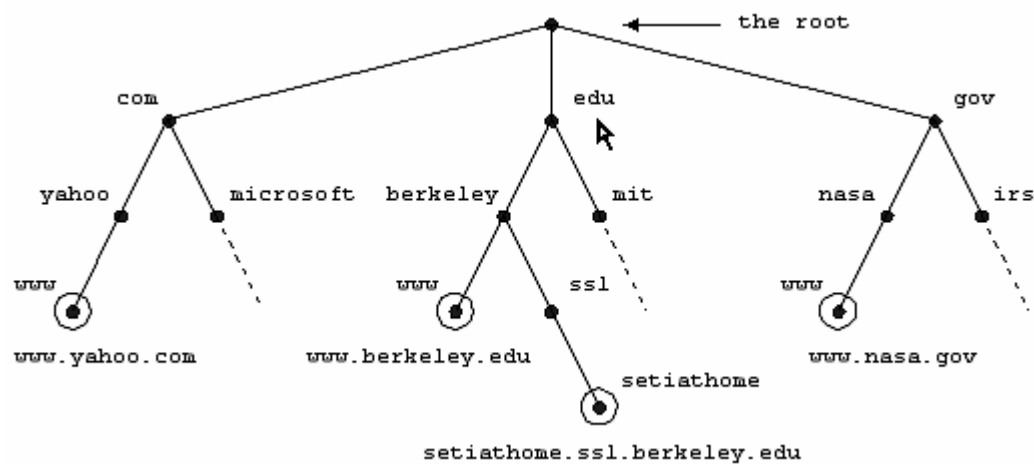 the root
com
edu
gov
yahoo
microsoft
berkeley
mit
nasa
irs
www
www
ssl
www
www.yahoo.com
www.berkeley.edu
www.nasa.gov
setiathome
setiathome.ssl.berkeley.edu